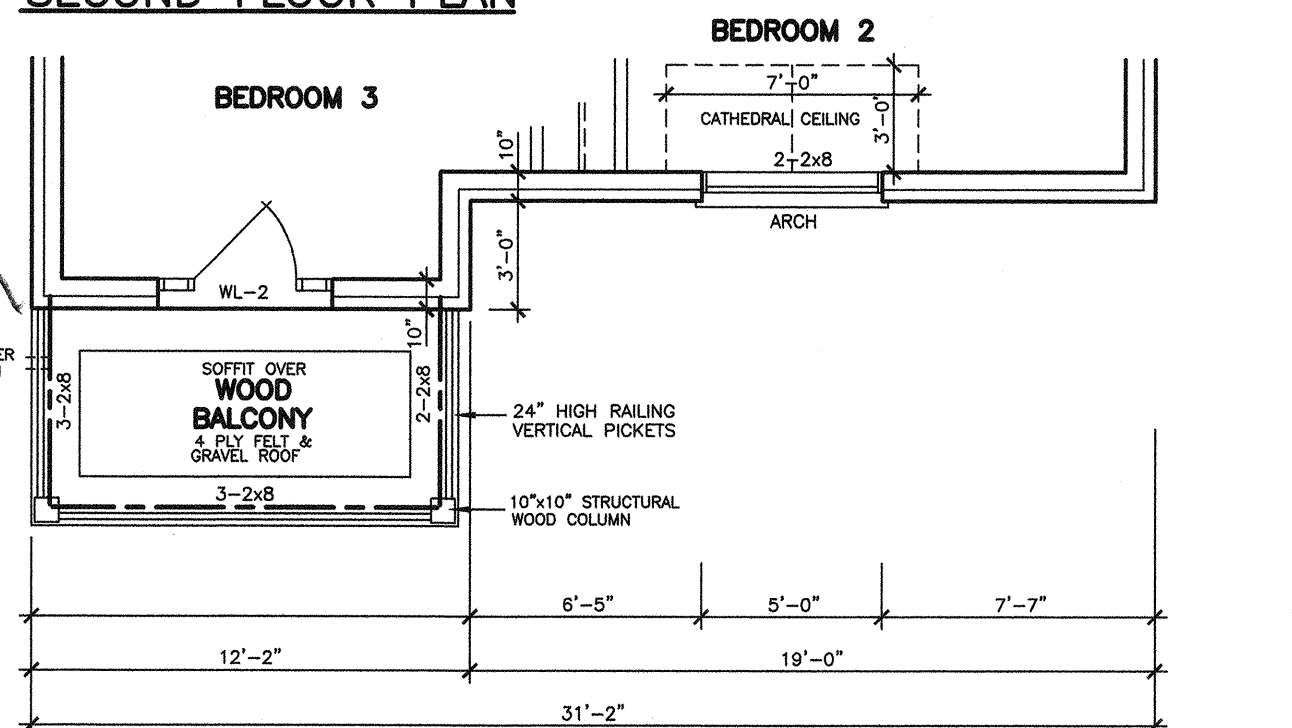 SECOND FLOOR PLAN
BEDROOM 2
BEDROOM 3
7'-0"
CATHEDRAL CEILING
3'-0"
2-2x8
10"
ARCH
3'-0"
WL-2
10"
SOFFIT OVER
WOOD
BALCONY
4 PLY FELT &
GRAVEL ROOF
3-2x8
2-2x8
3-2x8
24" HIGH RAILING
VERTICAL PICKETS
10"x10" STRUCTURAL
WOOD COLUMN
6'-5"
5'-0"
7'-7"
12'-2"
19'-0"
31'-2"